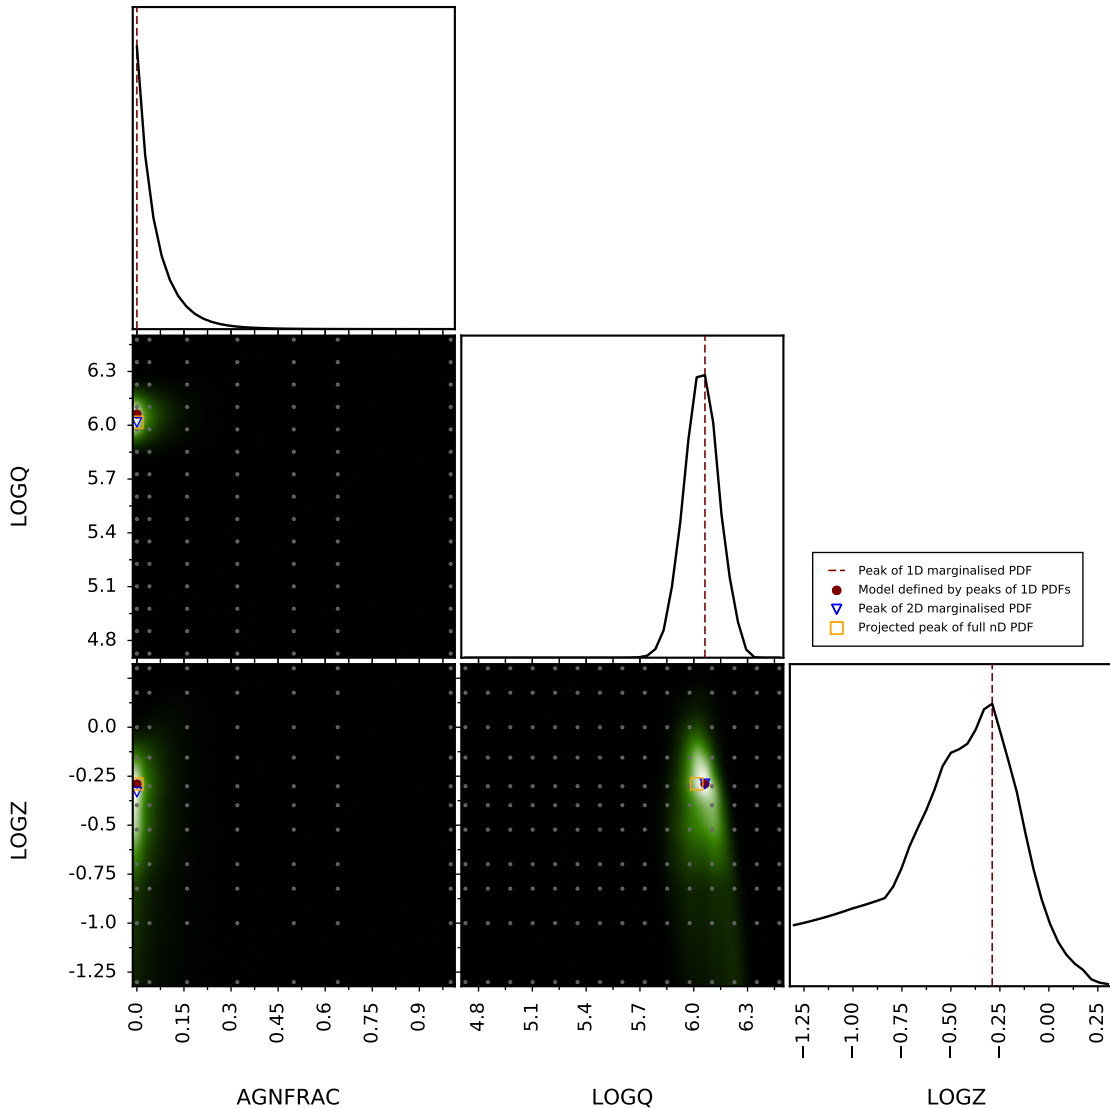 6.3
6.0
5.7
5.4
5.1
4.8
LOGQ
Peak of 1D marginalised PDF
Model defined by peaks of 1D PDFs
Peak of 2D marginalised PDF
Projected peak of full nD PDF
0.0
-0.25
-0.5
-0.75
-1.0
-1.25
LOGZ
0.0 0.15 0.3 0.45 0.6 0.75 0.9
4.8 5.1 5.4 5.7 6.0 6.3
−1.25 −1.00 −0.75 −0.50 −0.25 0.00 0.25
AGNFRAC LOGQ LOGZ